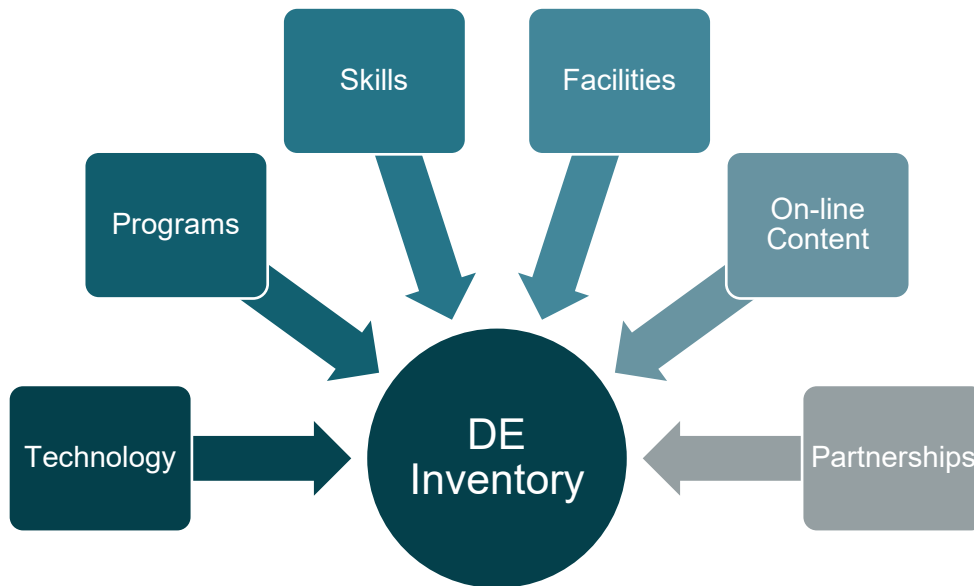 Skills
Facilities
Programs
On-line
Content
Technology
DE
Inventory
Partnerships